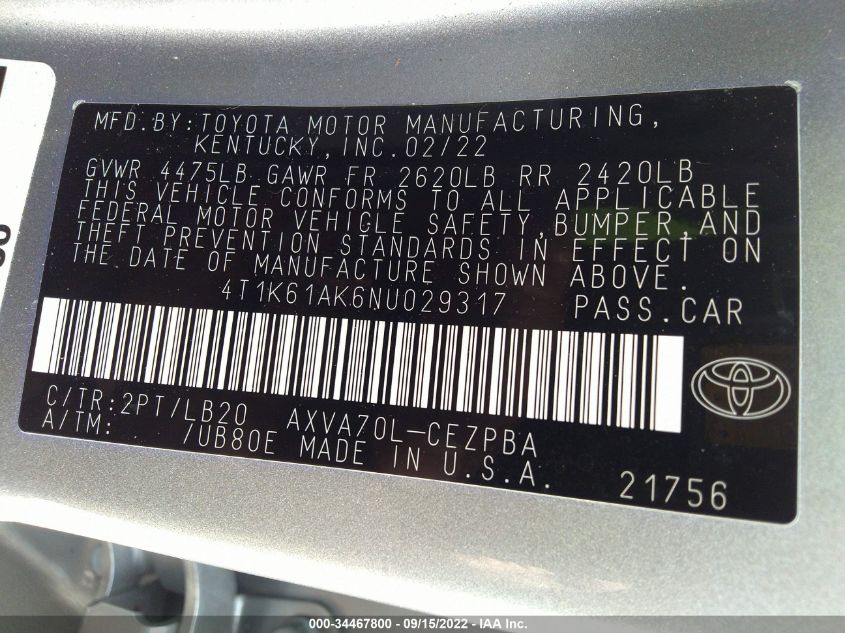 MFD.BY:TOYOTA MOTOR MANUFACTURING,
KENTUCKY,INC.02/22
GVWR 4475LB GAWR FR 2620LB RR 2420LB
THIS VEHICLE CONFORMS TO ALL APPLICABLE
FEDERAL MOTOR VEHICLE SAFETY,BUMPER,AND
THEFT PREVENTION STANDARDS IN EFFECT ON
THE DATE OF MANUFACTURE SHOWN ABOVE.
4T1K61AK6NU029317 PASS.CAR
C/TR:2PT/LB20 AXVA70L-CEZPBA
A/TM: /UB80E MADE IN U.S.A.
21756
000-34467800 - 09/15/2022 - IAA Inc.